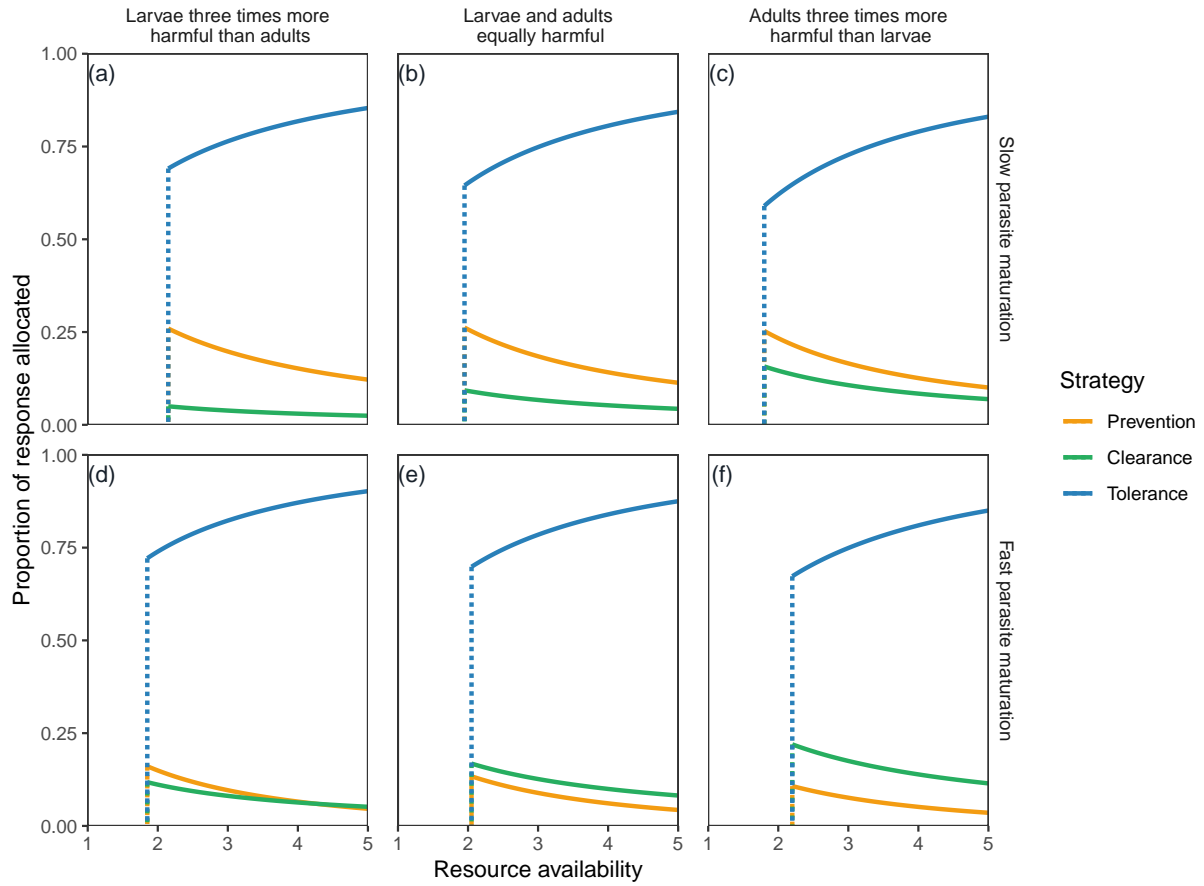 Larvae three times more
harmful than adults
Larvae and adults
equally harmful
Adults three times more
harmful than larvae
(a)
(b)
(c)
1.00
0.75
0.50
0.25
0.00
Slow parasite maturation
Proportion of response allocated
(d)
(e)
(f)
1.00
0.75
0.50
0.25
0.00
Fast parasite maturation
1 2 3 4 5
1 2 3 4 5
1 2 3 4 5
Resource availability
Strategy
Prevention
Clearance
Tolerance